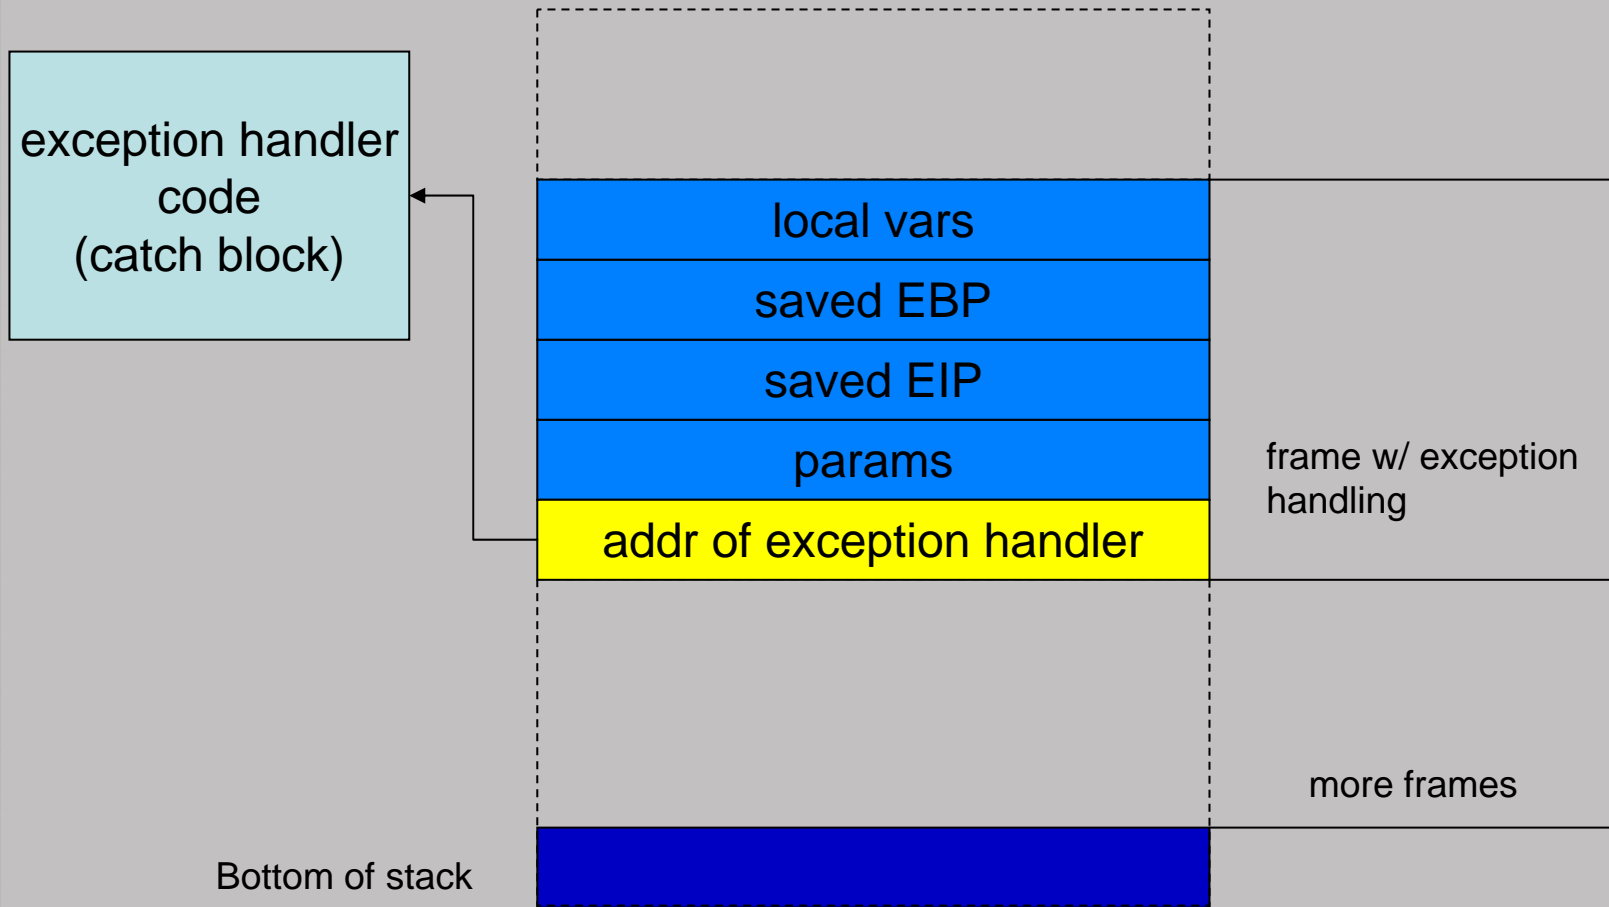 exception handler
code
(catch block)
local vars
saved EBP
saved EIP
params
addr of exception handler
frame w/ exception
handling
more frames
Bottom of stack